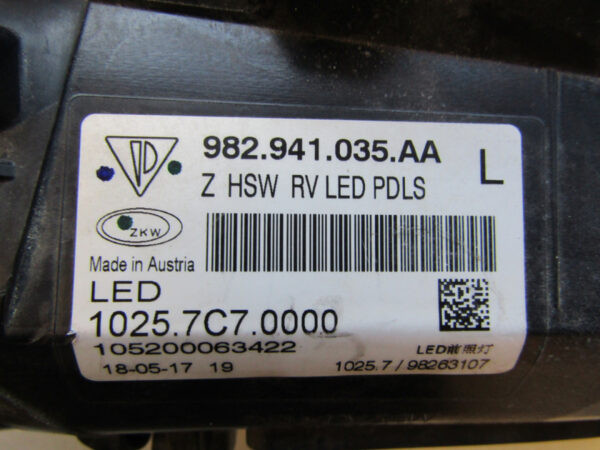 982.941.035.AA
Z HSW RV LED PDLS
L
ZKW
Made in Austria
LED
1025.7C7.0000
105200063422
LED前照灯
18-05-17 19
1025.7 / 98263107